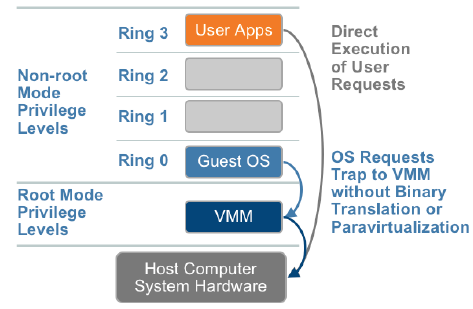 Ring 3
User Apps
Direct
Execution
of User
Requests
Non-root
Mode
Privilege
Levels
Ring 2
Ring 1
Ring 0
Guest OS
OS Requests
Trap to VMM
without Binary
Translation or
Paravirtualization
Root Mode
Privilege
Levels
VMM
Host Computer
System Hardware